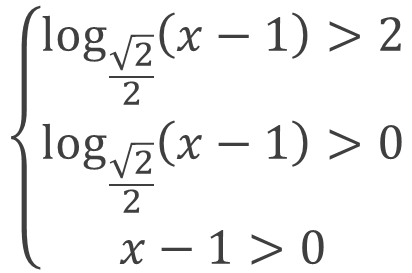 log_{√2/2}(x − 1) > 2
log_{√2/2}(x − 1) > 0
x − 1 > 0